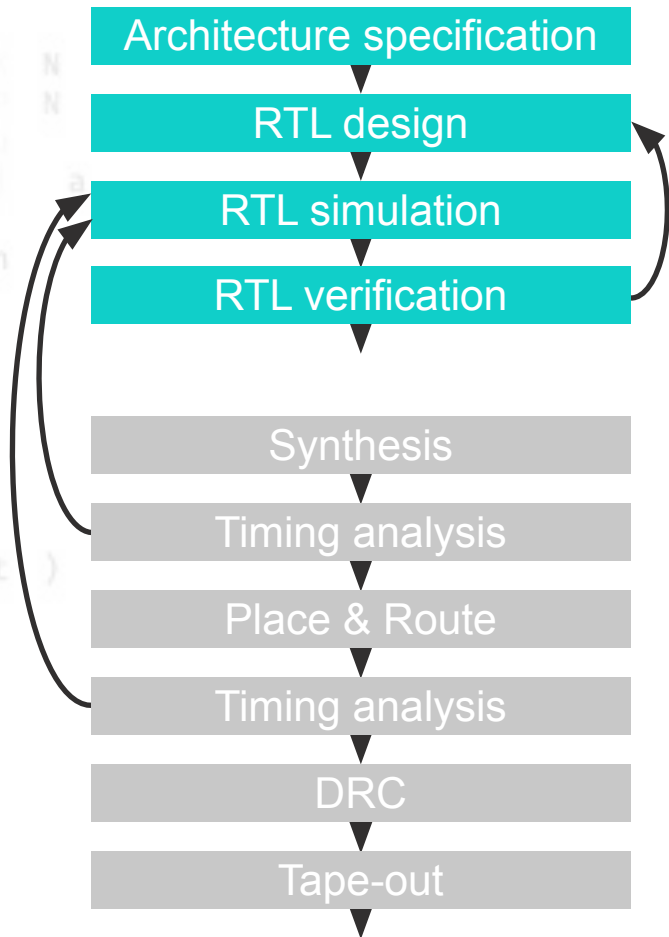 Architecture specification
RTL design
RTL simulation
RTL verification
Synthesis
Timing analysis
Place & Route
Timing analysis
DRC
Tape-out